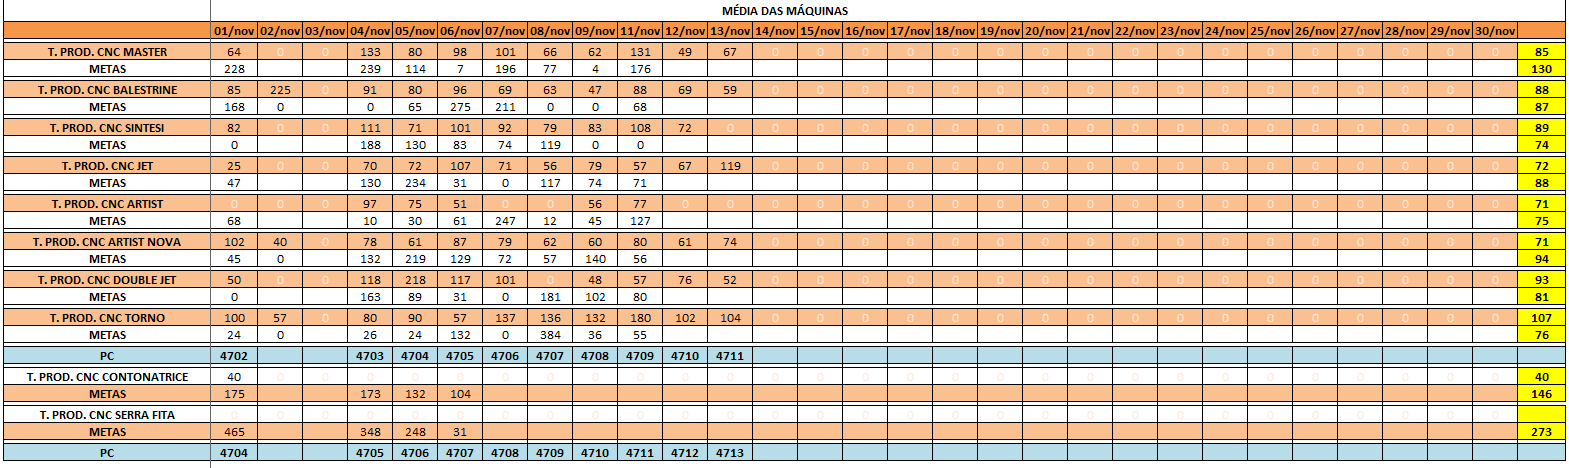 MÉDIA DAS MÁQUINAS
01/nov 02/nov 03/nov 04/nov 05/nov 06/nov 07/nov 08/nov 09/nov 11/nov 12/nov 13/nov 14/nov 15/nov 16/nov 17/nov 18/nov 19/nov 20/nov 21/nov 22/nov 23/nov 24/nov 25/nov 26/nov 27/nov 28/nov 29/nov 30/nov
T. PROD. CNC MASTER 64 0 0 133 80 98 101 66 62 131 49 67 0 0 0 0 0 0 0 0 0 0 0 0 0 0 0 0 0 85
METAS 228 239 114 7 196 77 4 176 130
T. PROD. CNC BALESTRINE 85 225 0 91 80 96 69 63 47 88 69 59 0 0 0 0 0 0 0 0 0 0 0 0 0 0 0 0 0 88
METAS 168 0 0 65 275 211 0 0 68 87
T. PROD. CNC SINTESI 82 0 0 111 71 101 92 79 83 108 72 0 0 0 0 0 0 0 0 0 0 0 0 0 0 0 0 0 0 89
METAS 0 188 130 83 74 119 0 0 74
T. PROD. CNC JET 25 0 0 70 72 107 71 56 79 57 67 119 0 0 0 0 0 0 0 0 0 0 0 0 0 0 0 0 0 72
METAS 47 130 234 31 0 117 74 71 88
T. PROD. CNC ARTIST 0 0 0 97 75 51 0 0 56 77 0 0 0 0 0 0 0 0 0 0 0 0 0 0 0 0 0 0 0 71
METAS 68 10 30 61 247 12 45 127 75
T. PROD. CNC ARTIST NOVA 102 40 0 78 61 87 79 62 60 80 61 74 0 0 0 0 0 0 0 0 0 0 0 0 0 0 0 0 0 71
METAS 45 0 132 219 129 72 57 140 56 94
T. PROD. CNC DOUBLE JET 50 0 0 118 218 117 101 0 48 57 76 52 0 0 0 0 0 0 0 0 0 0 0 0 0 0 0 0 0 93
METAS 0 163 89 31 0 181 102 80 81
T. PROD. CNC TORNO 100 57 0 80 90 57 137 136 132 180 102 104 0 0 0 0 0 0 0 0 0 0 0 0 0 0 0 0 0 107
METAS 24 0 26 24 132 0 384 36 55 76
PC 4702 4703 4704 4705 4706 4707 4708 4709 4710 4711
T. PROD. CNC CONTONATRICE 40 0 0 0 0 0 0 0 0 0 0 0 0 0 0 0 0 0 0 0 0 0 0 0 0 0 0 0 0 40
METAS 175 173 132 104 146
T. PROD. CNC SERRA FITA 0 0 0 0 0 0 0 0 0 0 0 0 0 0 0 0 0 0 0 0 0 0 0 0 0 0 0 0 0
METAS 465 348 248 31 273
PC 4704 4705 4706 4707 4708 4709 4710 4711 4712 4713